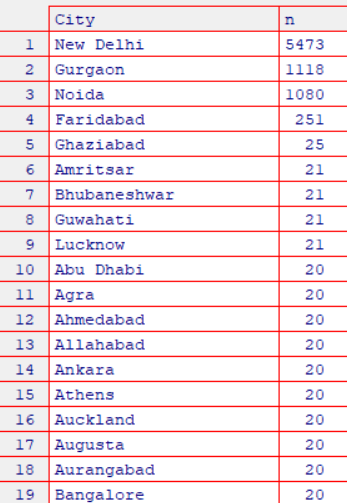 City n
1 New Delhi 5473
2 Gurgaon 1118
3 Noida 1080
4 Faridabad 251
5 Ghaziabad 25
6 Amritsar 21
7 Bhubaneshwar 21
8 Guwahati 21
9 Lucknow 21
10 Abu Dhabi 20
11 Agra 20
12 Ahmedabad 20
13 Allahabad 20
14 Ankara 20
15 Athens 20
16 Auckland 20
17 Augusta 20
18 Aurangabad 20
19 Bangalore 20